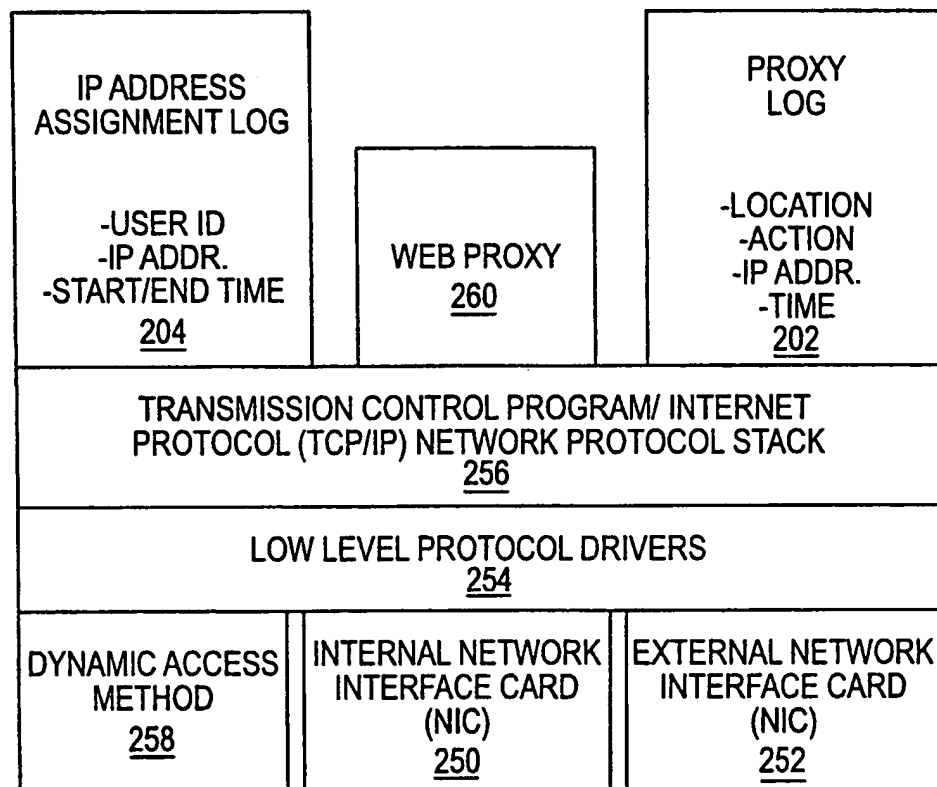 IP ADDRESS
ASSIGNMENT LOG
-USER ID
-IP ADDR.
-START/END TIME
204
WEB PROXY
260
PROXY
LOG
-LOCATION
-ACTION
-IP ADDR.
-TIME
202
TRANSMISSION CONTROL PROGRAM/ INTERNET
PROTOCOL (TCP/IP) NETWORK PROTOCOL STACK
256
LOW LEVEL PROTOCOL DRIVERS
254
DYNAMIC ACCESS
METHOD
258
INTERNAL NETWORK
INTERFACE CARD
(NIC)
250
EXTERNAL NETWORK
INTERFACE CARD
(NIC)
252